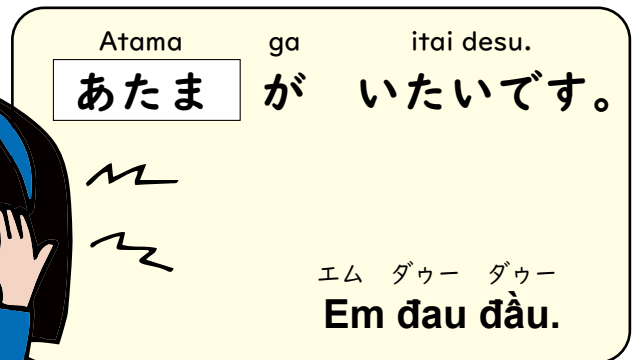 Atama ga itai desu.
あたま が いたいです。
エム ダゥー ダゥー
Em đau đầu.